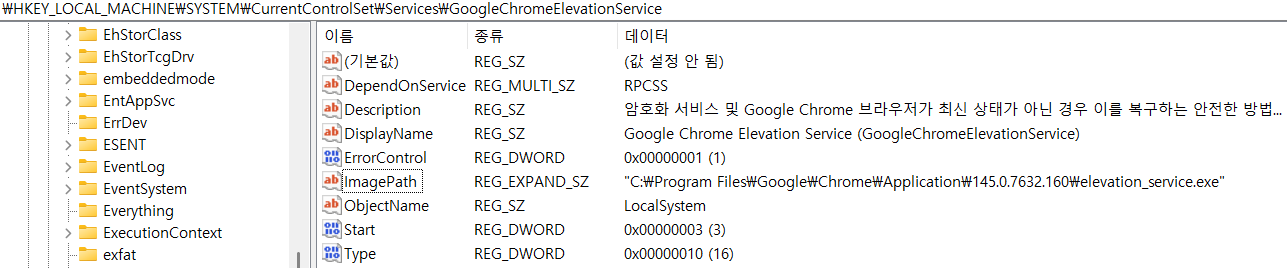 ₩HKEY_LOCAL_MACHINE₩SYSTEM₩CurrentControlSet₩Services₩GoogleChromeElevationService
EhStorClass
EhStorTcgDrv
embeddedmode
EntAppSvc
ErrDev
ESENT
EventLog
EventSystem
Everything
ExecutionContext
exfat
이름 종류 데이터
(기본값) REG_SZ (값 설정 안 됨)
DependOnService REG_MULTI_SZ RPCSS
Description REG_SZ 암호화 서비스 및 Google Chrome 브라우저가 최신 상태가 아닌 경우 이를 복구하는 안전한 방법...
DisplayName REG_SZ Google Chrome Elevation Service (GoogleChromeElevationService)
ErrorControl REG_DWORD 0x00000001 (1)
ImagePath REG_EXPAND_SZ "C:₩Program Files₩Google₩Chrome₩Application₩145.0.7632.160₩elevation_service.exe"
ObjectName REG_SZ LocalSystem
Start REG_DWORD 0x00000003 (3)
Type REG_DWORD 0x00000010 (16)